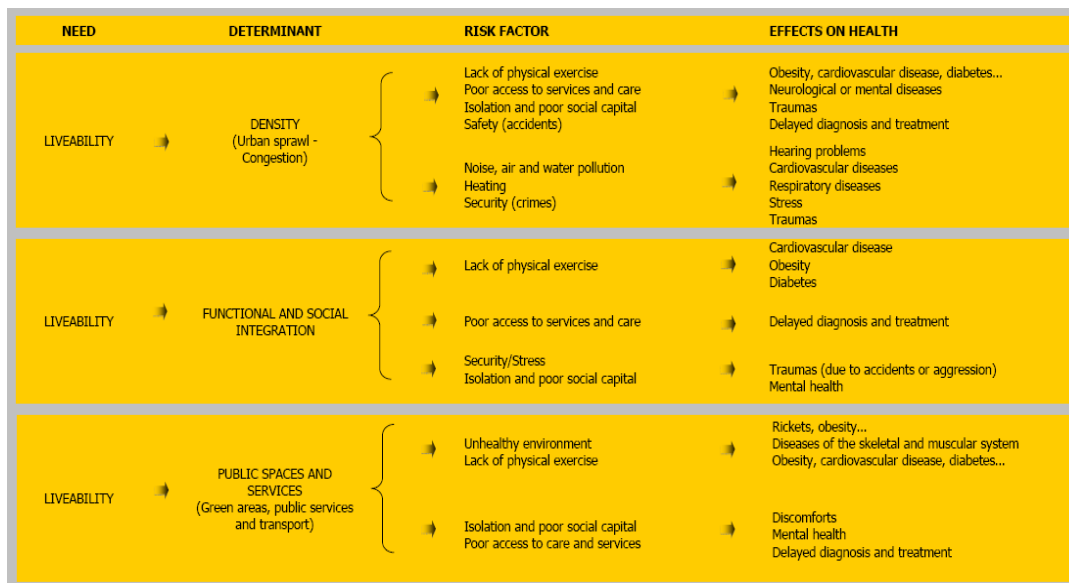 NEED DETERMINANT RISK FACTOR EFFECTS ON HEALTH
LIVEABILITY
DENSITY
(Urban sprawl -
Congestion)
Lack of physical exercise
Poor access to services and care
Isolation and poor social capital
Safety (accidents)
Obesity, cardiovascular disease, diabetes...
Neurological or mental diseases
Traumas
Delayed diagnosis and treatment
Noise, air and water pollution
Heating
Security (crimes)
Hearing problems
Cardiovascular diseases
Respiratory diseases
Stress
Traumas
LIVEABILITY
FUNCTIONAL AND SOCIAL
INTEGRATION
Lack of physical exercise
Cardiovascular disease
Obesity
Diabetes
Poor access to services and care
Delayed diagnosis and treatment
Security/Stress
Isolation and poor social capital
Traumas (due to accidents or aggression)
Mental health
LIVEABILITY
PUBLIC SPACES AND
SERVICES
(Green areas, public services
and transport)
Unhealthy environment
Lack of physical exercise
Rickets, obesity...
Diseases of the skeletal and muscular system
Obesity, cardiovascular disease, diabetes...
Isolation and poor social capital
Poor access to care and services
Discomforts
Mental health
Delayed diagnosis and treatment